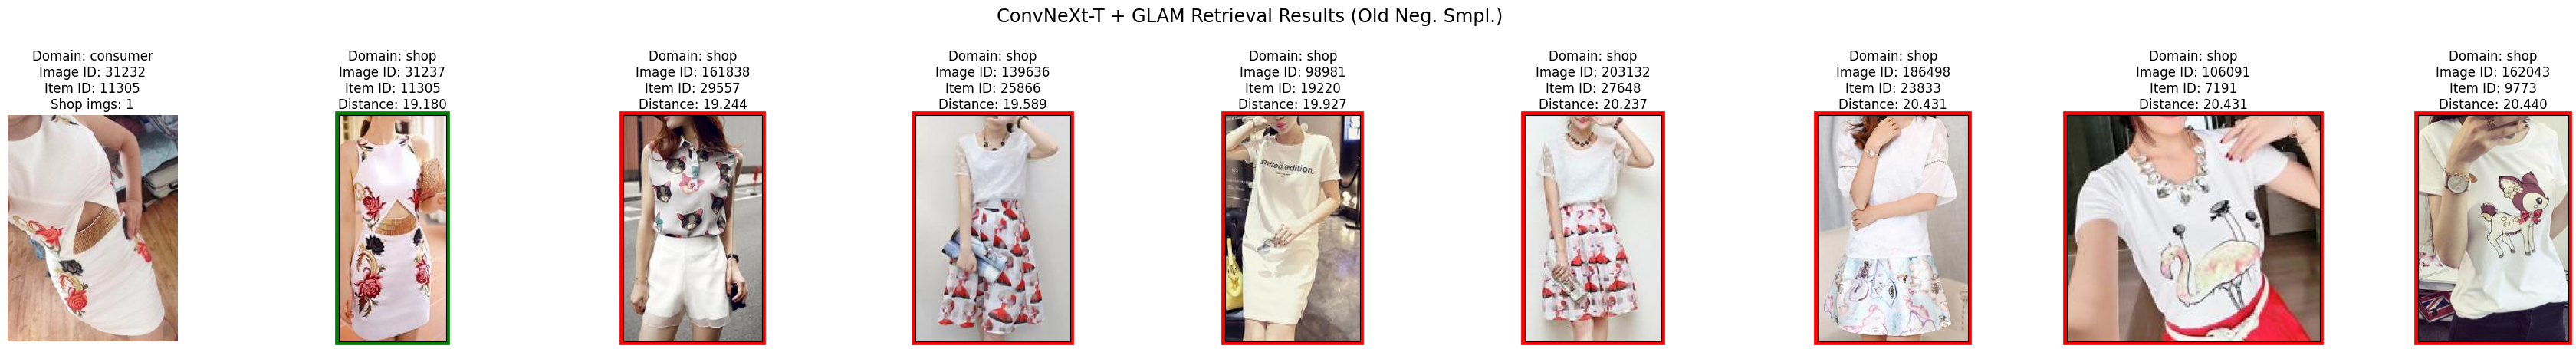 ConvNeXt-T + GLAM Retrieval Results (Old Neg. Smpl.)
Domain: consumer
Image ID: 31232
Item ID: 11305
Shop imgs: 1
Domain: shop
Image ID: 31237
Item ID: 11305
Distance: 19.180
Domain: shop
Image ID: 161838
Item ID: 29557
Distance: 19.244
Domain: shop
Image ID: 139636
Item ID: 25866
Distance: 19.589
Domain: shop
Image ID: 98981
Item ID: 19220
Distance: 19.927
limited edition.
Domain: shop
Image ID: 203132
Item ID: 27648
Distance: 20.237
Domain: shop
Image ID: 186498
Item ID: 23833
Distance: 20.431
Domain: shop
Image ID: 106091
Item ID: 7191
Distance: 20.431
Domain: shop
Image ID: 162043
Item ID: 9773
Distance: 20.440